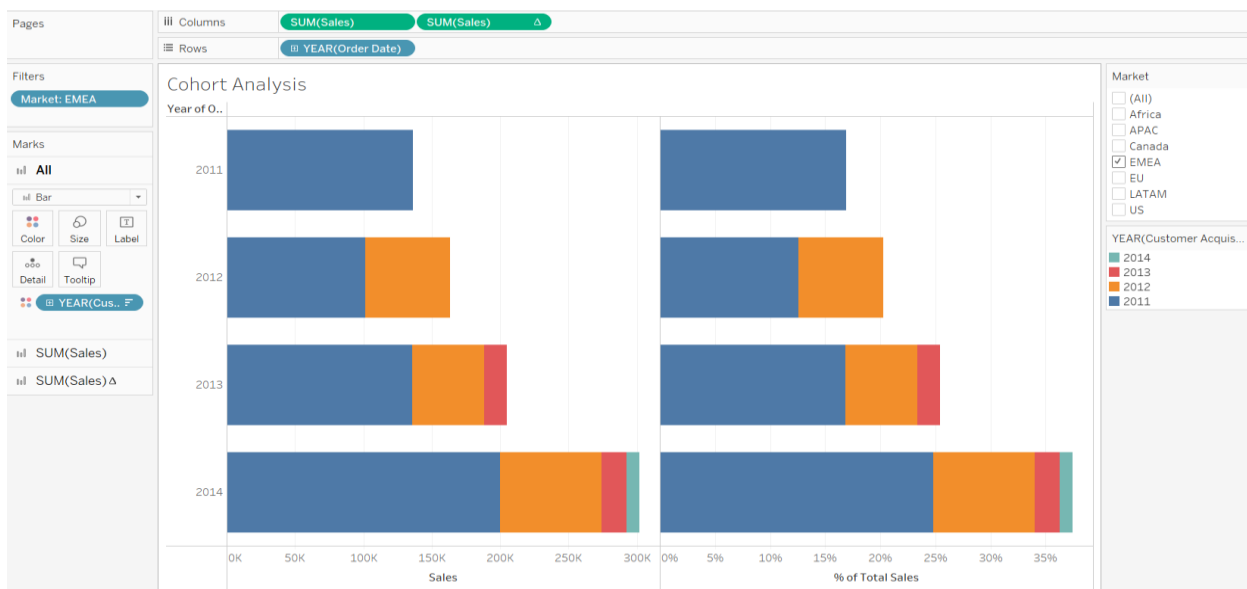 Pages
iii Columns
SUM(Sales)
SUM(Sales) Δ
Rows
YEAR(Order Date)
Filters
Market: EMEA
Marks
All
Bar
Color
Size
Label
Detail
Tooltip
YEAR(Cus..
SUM(Sales)
SUM(Sales) Δ
Cohort Analysis
Year of O..
2011
2012
2013
2014
0K 50K 100K 150K 200K 250K 300K
Sales
0% 5% 10% 15% 20% 25% 30% 35%
% of Total Sales
Market
(All)
Africa
APAC
Canada
EMEA
EU
LATAM
US
YEAR(Customer Acquis...
2014
2013
2012
2011